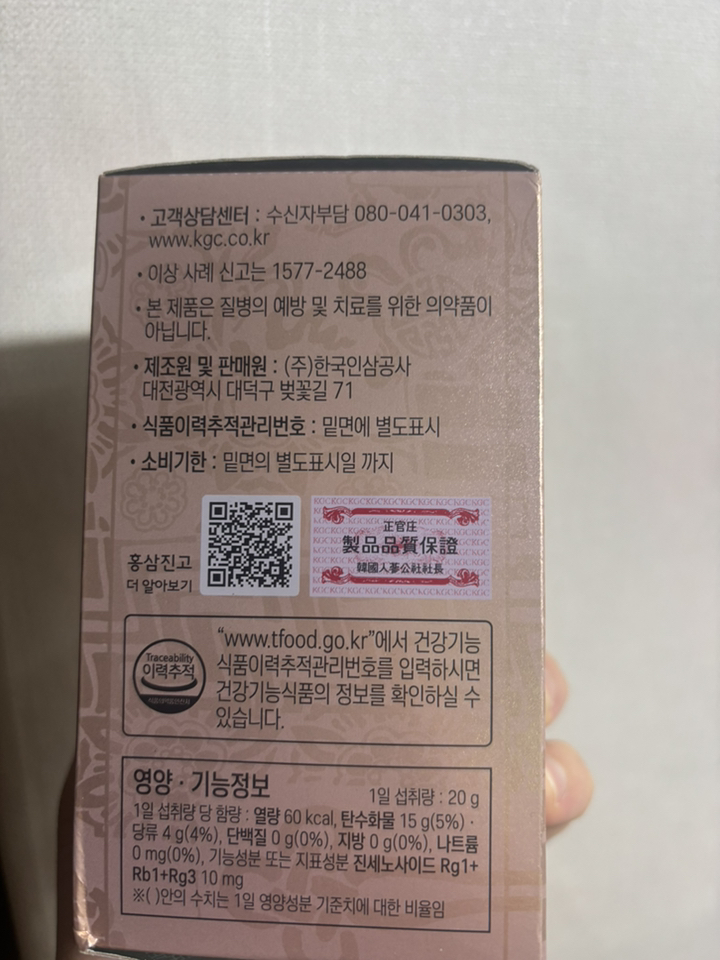 • 고객상담센터 : 수신자부담 080-041-0303,
www.kgc.co.kr
• 이상 사례 신고는 1577-2488
• 본 제품은 질병의 예방 및 치료를 위한 의약품이
아닙니다.
• 제조원 및 판매원 : (주)한국인삼공사
대전광역시 대덕구 벚꽃길 71
• 식품이력추적관리번호 : 밑면에 별도표시
• 소비기한 : 밑면의 별도표시일 까지
홍삼진고
더 알아보기
正官庄
製品品質保證
韓國人蔘公社社長
Traceability
이력추적
"www.tfood.go.kr"에서 건강기능
식품이력추적관리번호를 입력하시면
건강기능식품의 정보를 확인하실 수
있습니다.
영양 · 기능정보
1일 섭취량 : 20 g
1일 섭취량 당 함량 : 열량 60 kcal, 탄수화물 15 g(5%) ·
당류 4 g(4%), 단백질 0 g(0%), 지방 0 g(0%), 나트륨
0 mg(0%), 기능성분 또는 지표성분 진세노사이드 Rg1+
Rb1+Rg3 10 mg
※( )안의 수치는 1일 영양성분 기준치에 대한 비율임